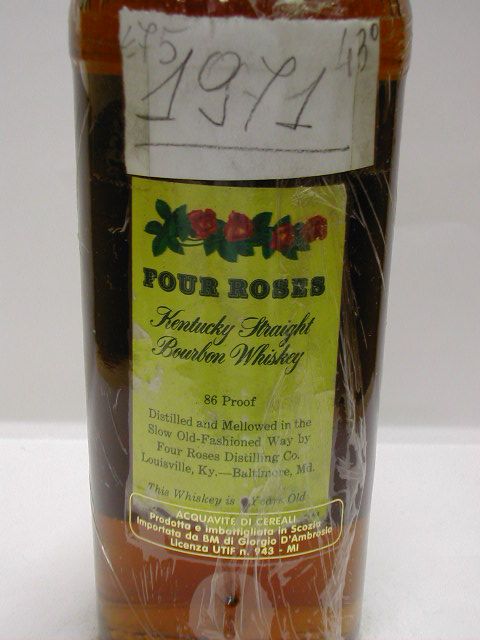 475 43°
1971
FOUR ROSES
Kentucky Straight
Bourbon Whiskey
86 Proof
Distilled and Mellowed in the
Slow Old-Fashioned Way by
Four Roses Distilling Co.
Louisville, Ky.—Baltimore, Md.
This Whiskey is Years Old
ACQUAVITE DI CEREALI
Prodotta e imbottigliata in Scozia
Importata da BM di Giorgio D'Ambrosio
Licenza UTIF n. 943 - MI